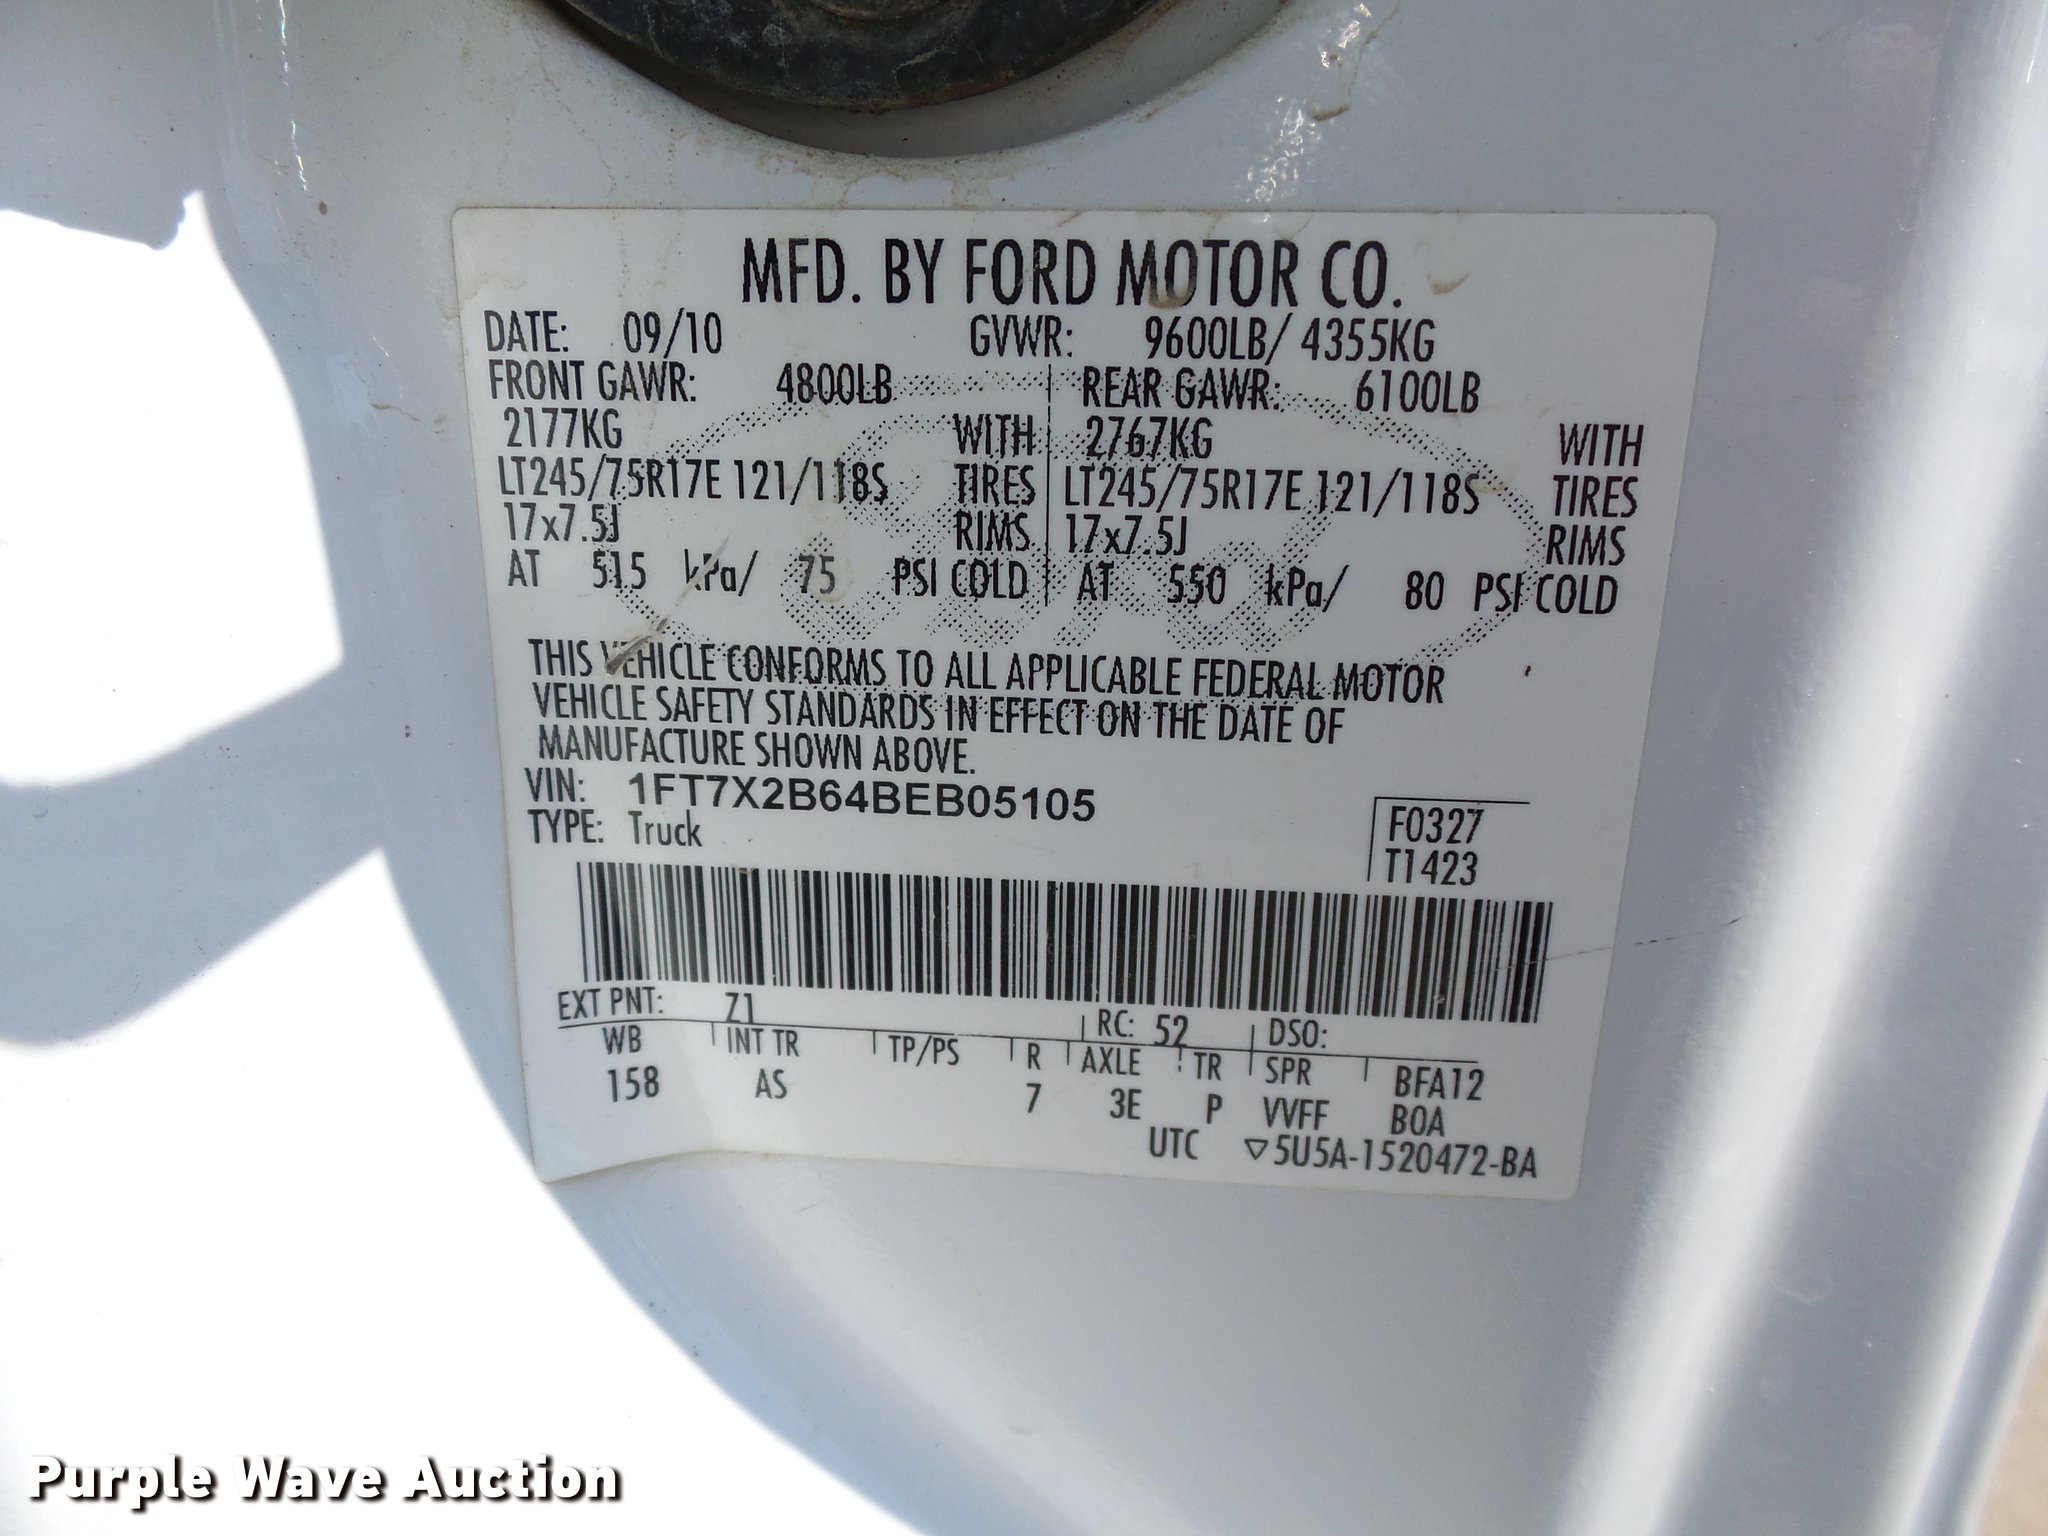 MFD. BY FORD MOTOR CO.
DATE: 09/10 GVWR: 9600LB/ 4355KG
FRONT GAWR: 4800LB REAR GAWR: 6100LB
2177KG WITH 2767KG WITH
LT245/75R17E 121/118S TIRES LT245/75R17E 121/118S TIRES
17x7.5J RIMS 17x7.5J RIMS
AT 515 kPa/ 75 PSI COLD AT 550 kPa/ 80 PSI COLD
THIS VEHICLE CONFORMS TO ALL APPLICABLE FEDERAL MOTOR
VEHICLE SAFETY STANDARDS IN EFFECT ON THE DATE OF
MANUFACTURE SHOWN ABOVE.
VIN: 1FT7X2B64BEB05105
TYPE: Truck
F0327
T1423
EXT PNT: Z1 RC: 52 DSO:
WB INT TR TP/PS R AXLE TR SPR BFA12
158 AS 7 3E P VVFF BOA
UTC ▽5U5A-1520472-BA
Purple Wave Auction